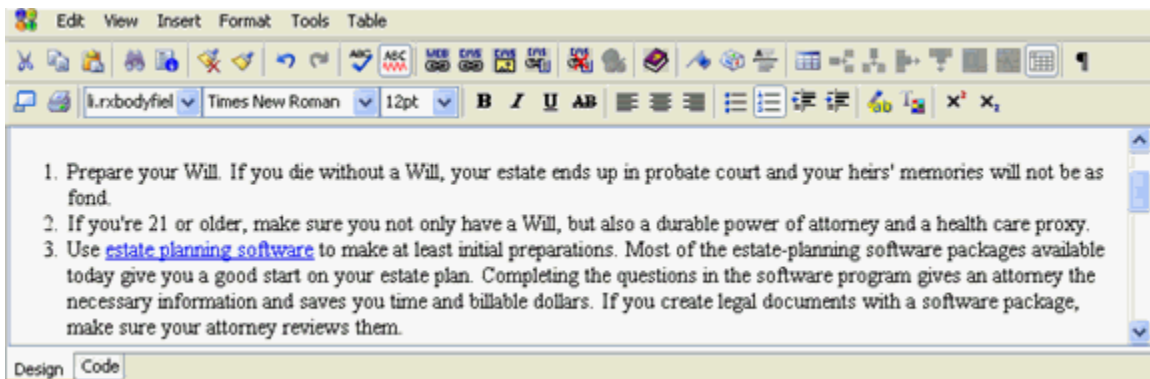 Edit View Insert Format Tools Table
li.rxbodyfiel Times New Roman 12pt B I U AB
1. Prepare your Will. If you die without a Will, your estate ends up in probate court and your heirs' memories will not be as
fond.
2. If you're 21 or older, make sure you not only have a Will, but also a durable power of attorney and a health care proxy.
3. Use estate planning software to make at least initial preparations. Most of the estate-planning software packages available
today give you a good start on your estate plan. Completing the questions in the software program gives an attorney the
necessary information and saves you time and billable dollars. If you create legal documents with a software package,
make sure your attorney reviews them.
Design Code